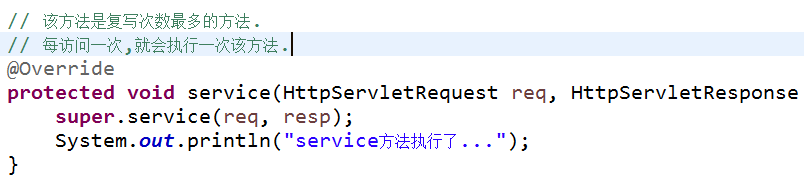 // 该方法是复写次数最多的方法.
// 每访问一次,就会执行一次该方法.
@Override
protected void service(HttpServletRequest req, HttpServletResponse
    super.service(req, resp);
    System.out.println("service方法执行了...");
}